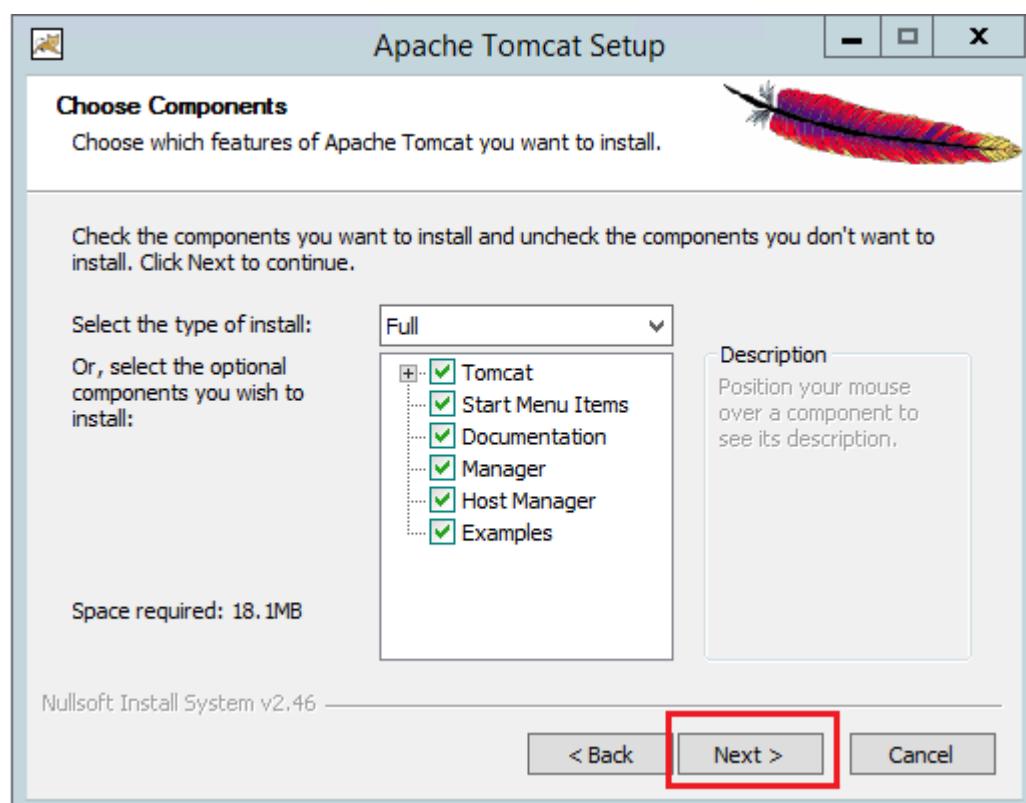 Apache Tomcat Setup
Choose Components
Choose which features of Apache Tomcat you want to install.
Check the components you want to install and uncheck the components you don't want to
install. Click Next to continue.
Select the type of install:
Full
Or, select the optional
components you wish to
install:
Tomcat
Start Menu Items
Documentation
Manager
Host Manager
Examples
Description
Position your mouse
over a component to
see its description.
Space required: 18.1MB
Nullsoft Install System v2.46
< Back
Next >
Cancel